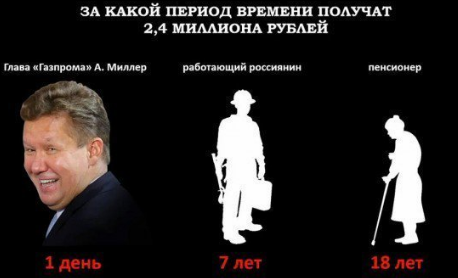 ЗА КАКОЙ ПЕРИОД ВРЕМЕНИ ПОЛУЧАТ
2,4 МИЛЛИОНА РУБЛЕЙ
Глава «Газпрома» А. Миллер
работающий россиянин
пенсионер
1 день
7 лет
18 лет